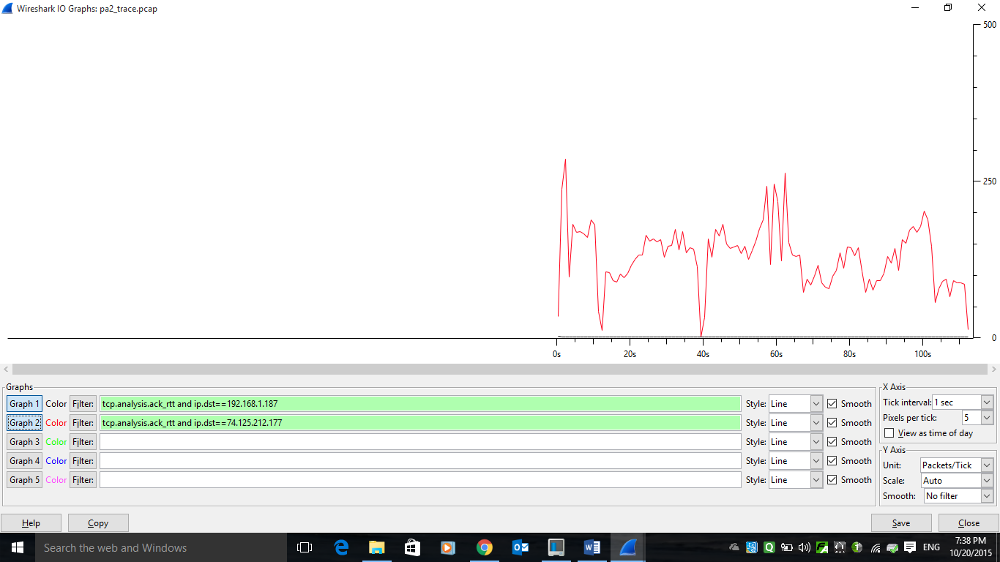 Wireshark IO Graphs: pa2_trace.pcap
500
250
0
0s 20s 40s 60s 80s 100s
Graphs
Graph 1 Color Filter: tcp.analysis.ack_rtt and ip.dst==192.168.1.187 Style: Line Smooth
Graph 2 Color Filter: tcp.analysis.ack_rtt and ip.dst==74.125.212.177 Style: Line Smooth
Graph 3 Color Filter: Style: Line Smooth
Graph 4 Color Filter: Style: Line Smooth
Graph 5 Color Filter: Style: Line Smooth
X Axis
Tick interval: 1 sec
Pixels per tick: 5
View as time of day
Y Axis
Unit: Packets/Tick
Scale: Auto
Smooth: No filter
Help Copy Save Close
Search the web and Windows
ENG
7:38 PM
10/20/2015